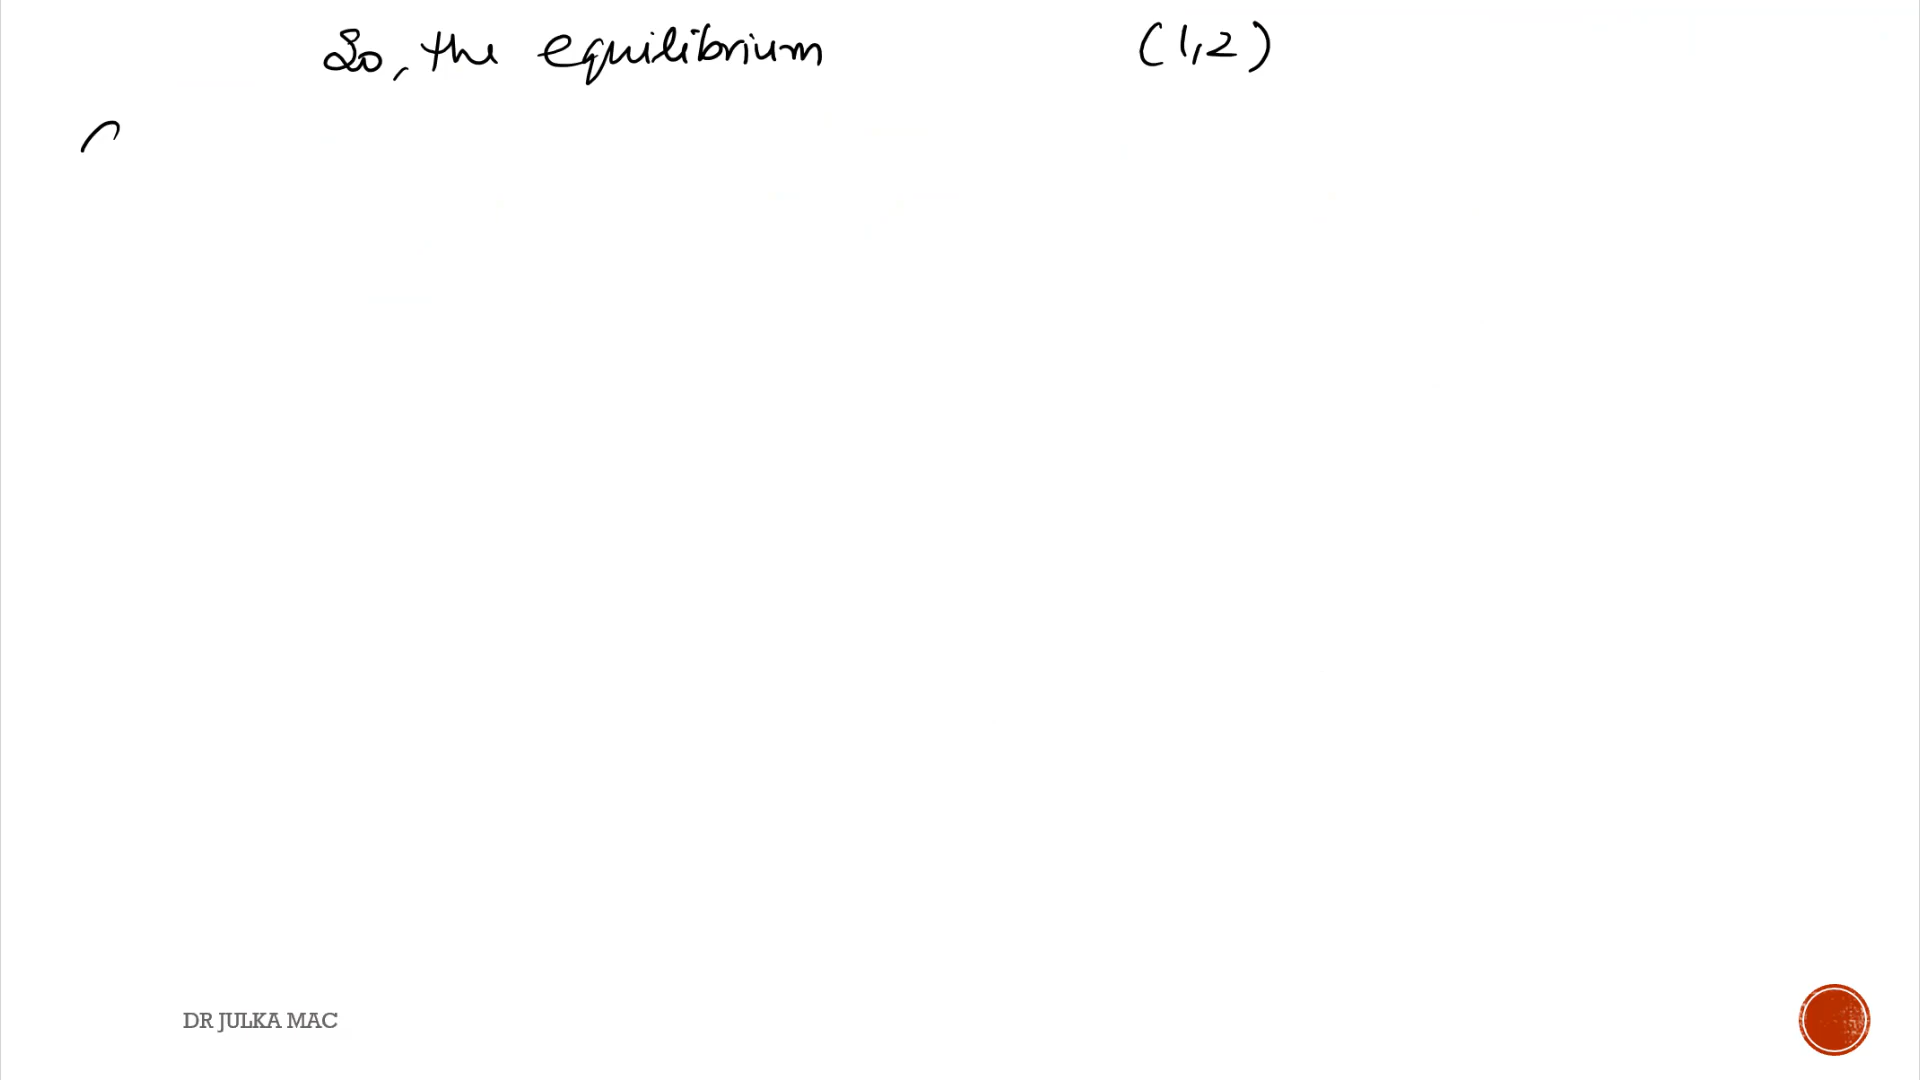 So, the equilibrium (1,2)
DR JULKA MAC